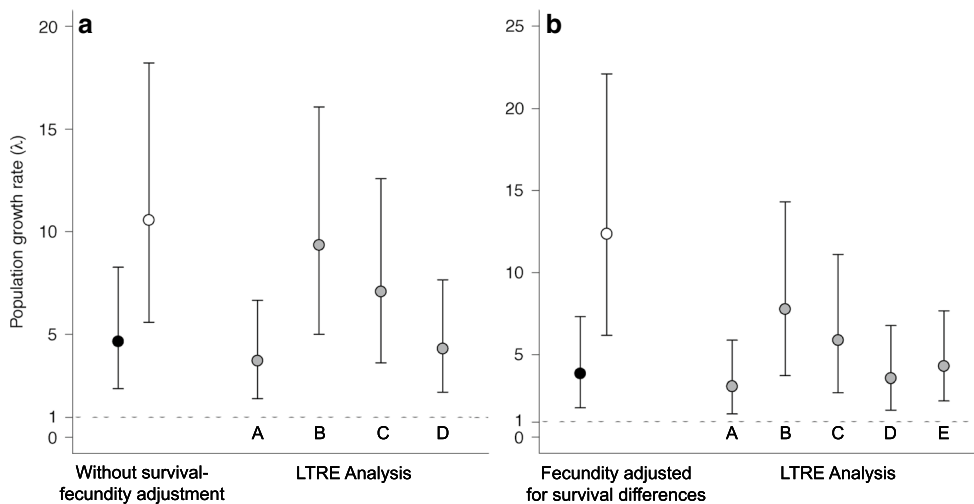 a
20
15
10
5
1
0
Population growth rate (λ)
A B C D
Without survival-
fecundity adjustment
LTRE Analysis
b
25
20
15
10
5
1
0
A B C D E
Fecundity adjusted
for survival differences
LTRE Analysis